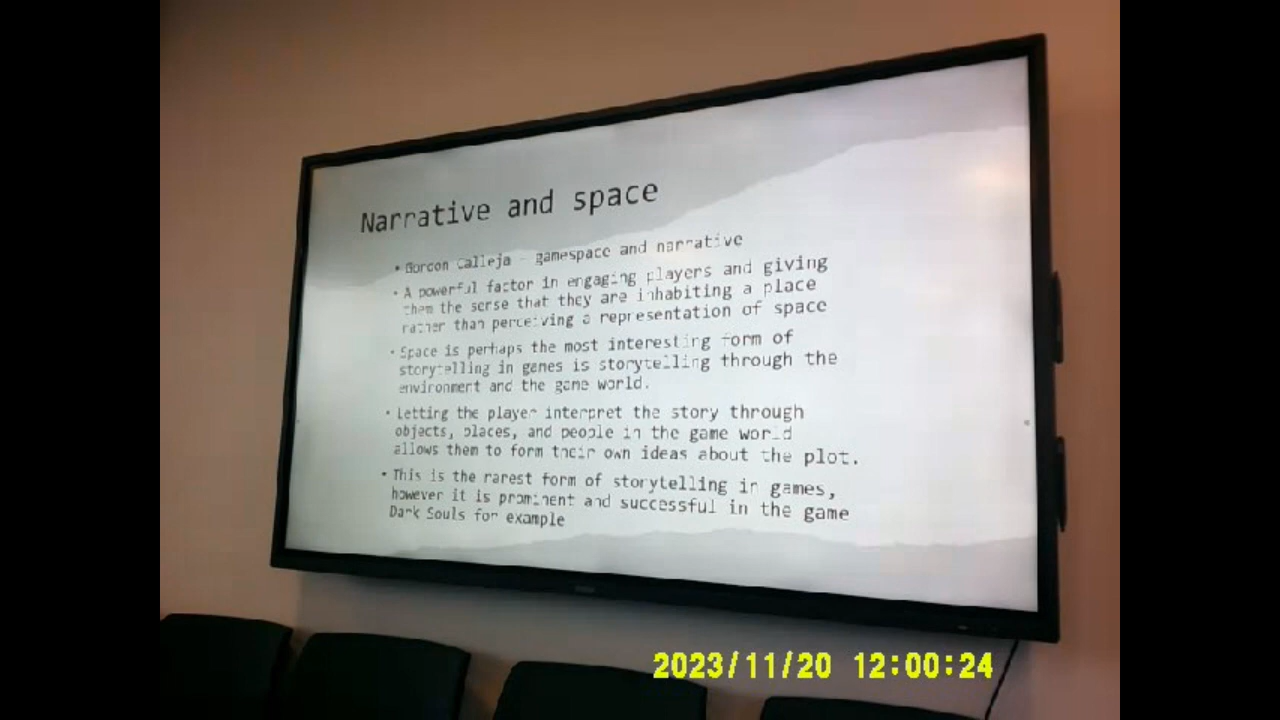 Narrative and space
• Gordon Calleja - gamespace and narrative
• A powerful factor in engaging players and giving
them the sense that they are inhabiting a place
rather than perceiving a representation of space
• Space is perhaps the most interesting form of
storytelling in games is storytelling through the
environment and the game world.
• Letting the player interpret the story through
objects, places, and people in the game world
allows them to form their own ideas about the plot.
• This is the rarest form of storytelling in games,
however it is prominent and successful in the game
Dark Souls for example
2023/11/20 12:00:24